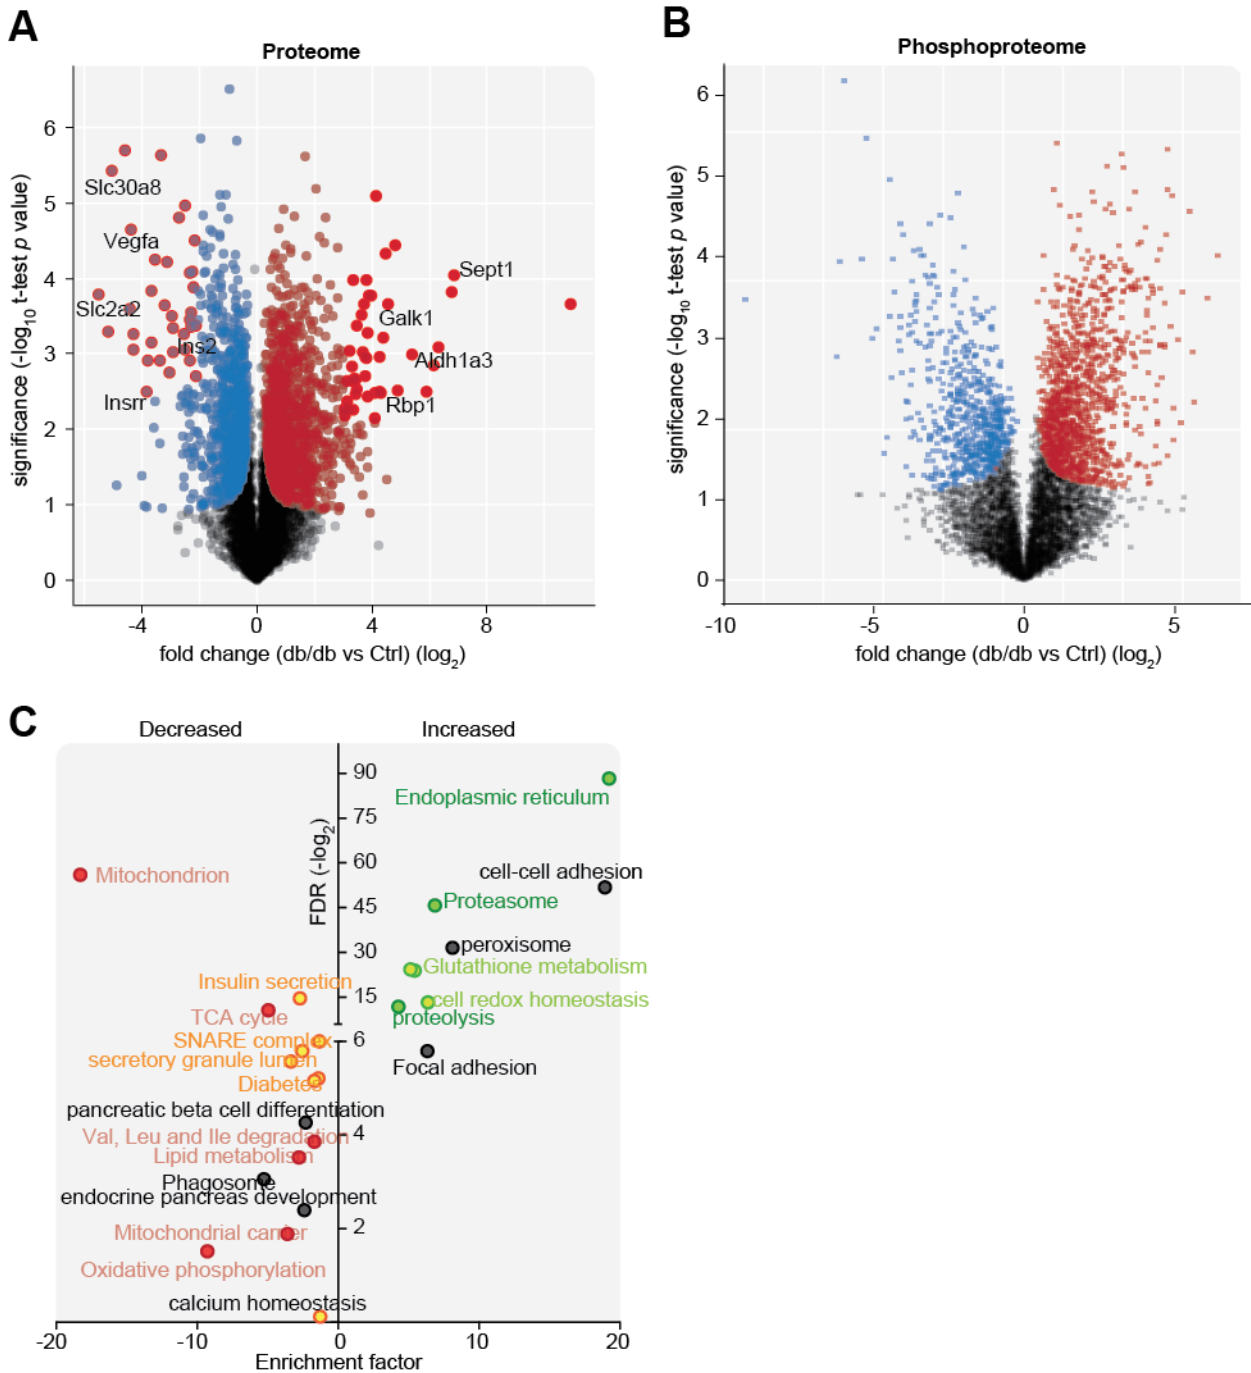 A
Proteome
significance (-log10 t-test p value)
6
5
4
3
2
1
0
Slc30a8
Vegfa
Slc2a2
Ins2
Insrr
Sept1
Galk1
Aldh1a3
Rbp1
-4
0
4
8
fold change (db/db vs Ctrl) (log2)
B
Phosphoproteome
significance (-log10 t-test p value)
6
5
4
3
2
1
0
-10
-5
0
5
fold change (db/db vs Ctrl) (log2)
C
Decreased
Increased
FDR (-log2)
90
75
60
45
30
15
6
4
2
Endoplasmic reticulum
cell-cell adhesion
Mitochondrion
Proteasome
peroxisome
Glutathione metabolism
Insulin secretion
cell redox homeostasis
TCA cycle
proteolysis
SNARE complex
secretory granule lumen
Focal adhesion
Diabetes
pancreatic beta cell differentiation
Val, Leu and Ile degradation
Lipid metabolism
Phagosome
endocrine pancreas development
Mitochondrial carrier
Oxidative phosphorylation
calcium homeostasis
-20
-10
0
10
20
Enrichment factor